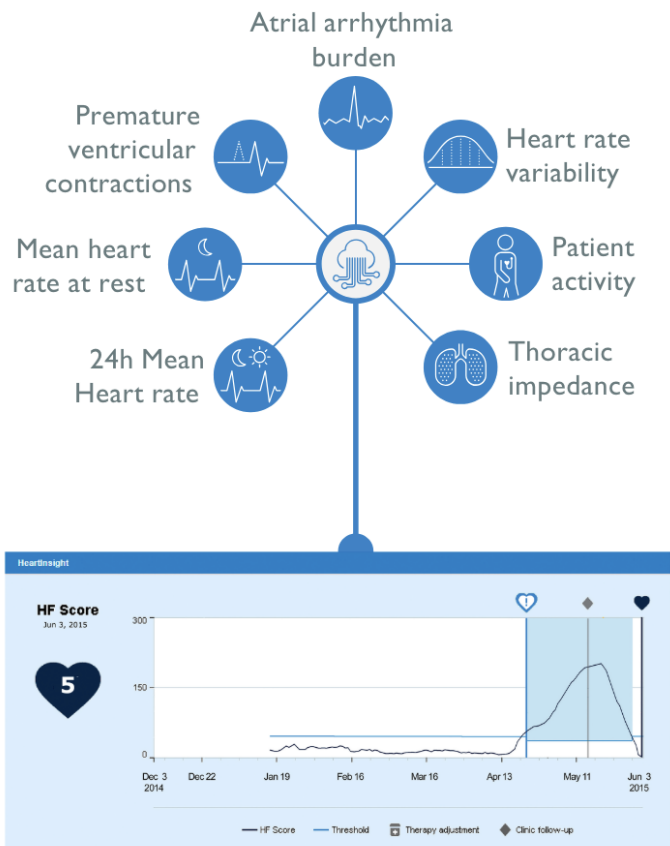 Atrial arrhythmia
burden
Premature
ventricular
contractions
Heart rate
variability
Mean heart
rate at rest
Patient
activity
24h Mean
Heart rate
Thoracic
impedance
HeartInsight
HF Score
Jun 3, 2015
5
300
150
0
!
Dec 3
2014
Dec 22
Jan 19
Feb 16
Mar 16
Apr 13
May 11
Jun 3
2015
HF Score
Threshold
Therapy adjustment
Clinic follow-up